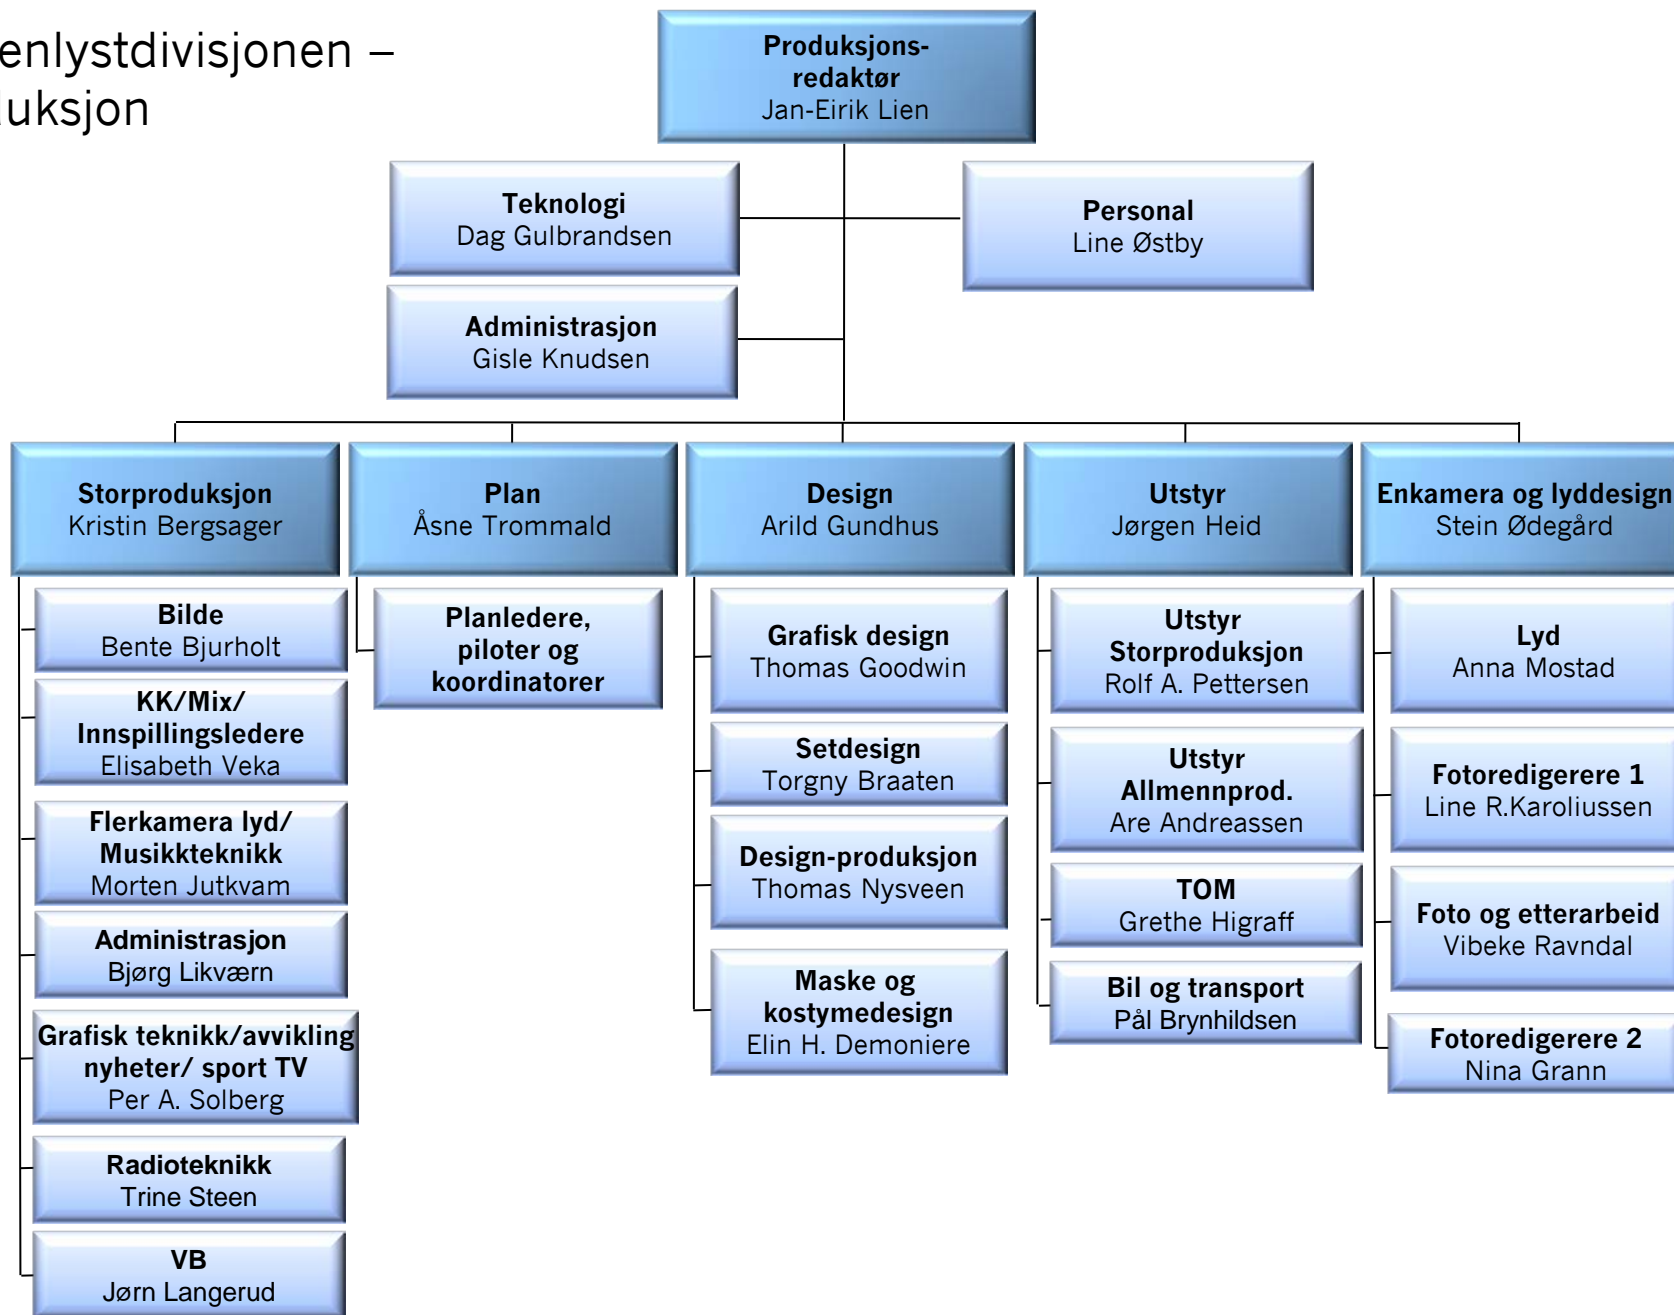 enlystdivisjonen –
duksjon
Produksjons-
redaktør
Jan-Eirik Lien
Teknologi
Dag Gulbrandsen
Personal
Line Østby
Administrasjon
Gisle Knudsen
Storproduksjon
Kristin Bergsager
Plan
Åsne Trommald
Design
Arild Gundhus
Utstyr
Jørgen Heid
Enkamera og lyddesign
Stein Ødegård
Bilde
Bente Bjurholt
KK/Mix/
Innspillingsledere
Elisabeth Veka
Flerkamera lyd/
Musikkteknikk
Morten Jutkvam
Administrasjon
Bjørg Likværn
Grafisk teknikk/avvikling
nyheter/ sport TV
Per A. Solberg
Radioteknikk
Trine Steen
VB
Jørn Langerud
Planledere,
piloter og
koordinatorer
Grafisk design
Thomas Goodwin
Setdesign
Torgny Braaten
Design-produksjon
Thomas Nysveen
Maske og
kostymedesign
Elin H. Demoniere
Utstyr
Storproduksjon
Rolf A. Pettersen
Utstyr
Allmennprod.
Are Andreassen
TOM
Grethe Higraff
Bil og transport
Pål Brynhildsen
Lyd
Anna Mostad
Fotoredigerere 1
Line R.Karoliussen
Foto og etterarbeid
Vibeke Ravndal
Fotoredigerere 2
Nina Grann